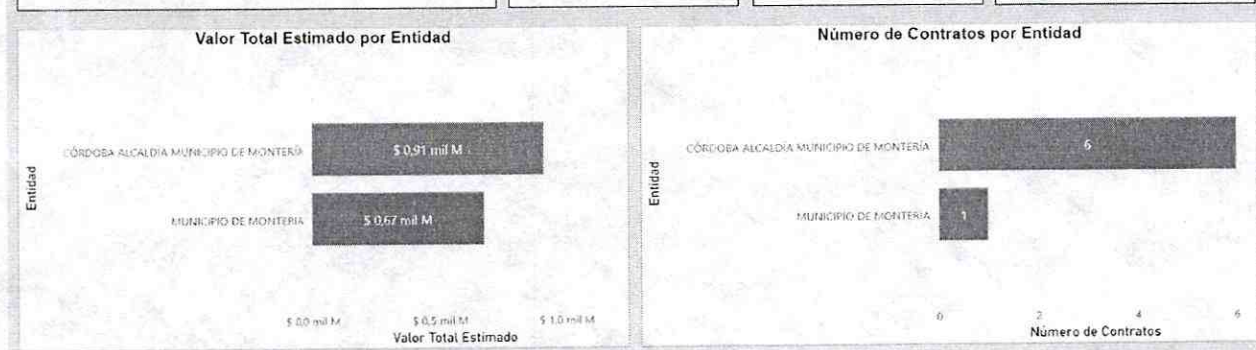 Valor Total Estimado por Entidad
Entidad
CÓRDOBA ALCALDÍA MUNICIPIO DE MONTERÍA
$ 0,91 mil M
MUNICIPIO DE MONTERÍA
$ 0,67 mil M
$ 0,0 mil M
$ 0,5 mil M
$ 1,0 mil M
Valor Total Estimado
Número de Contratos por Entidad
Entidad
CÓRDOBA ALCALDÍA MUNICIPIO DE MONTERÍA
6
MUNICIPIO DE MONTERÍA
1
0
2
4
6
Número de Contratos